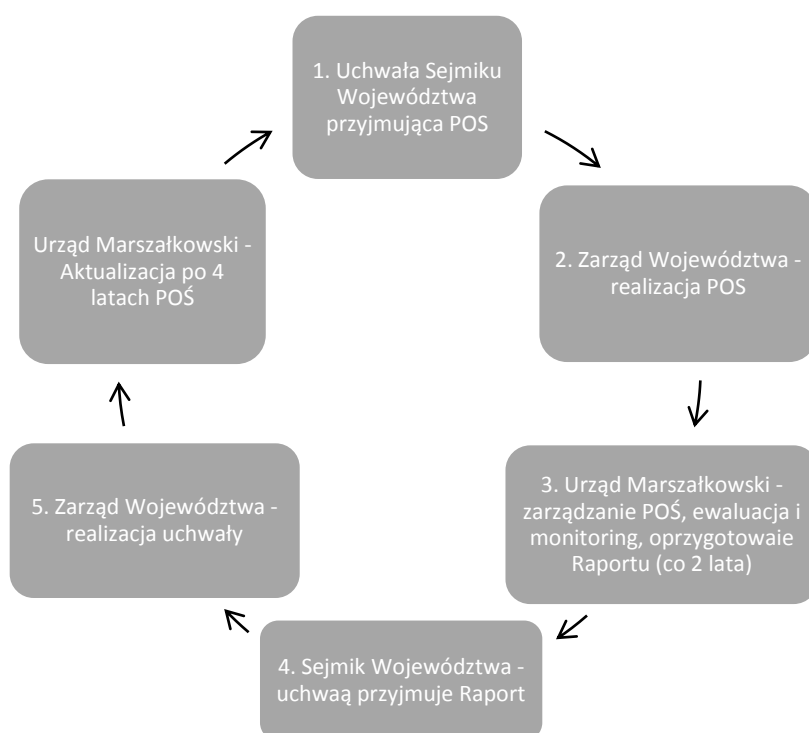 1. Uchwała Sejmiku
Województwa
przyjmująca POS
2. Zarząd Województwa -
realizacja POS
3. Urząd Marszałkowski -
zarządzanie POŚ, ewaluacja i
monitoring, oprzygotowaie
Raportu (co 2 lata)
4. Sejmik Województwa -
uchwaą przyjmuje Raport
5. Zarząd Województwa -
realizacja uchwały
Urząd Marszałkowski -
Aktualizacja po 4
latach POŚ